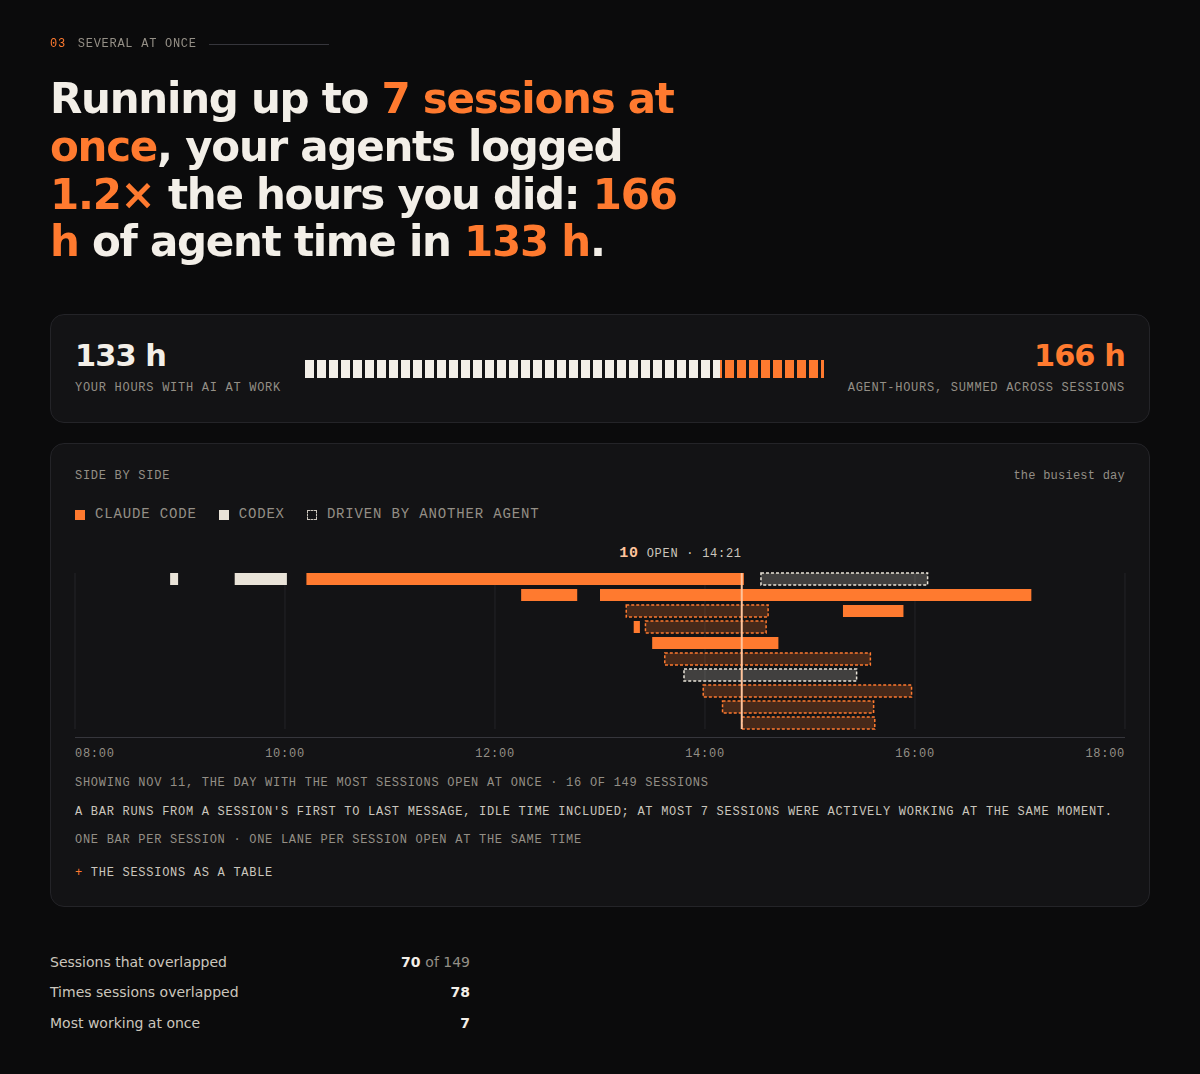 03 SEVERAL AT ONCE
Running up to 7 sessions at
once, your agents logged
1.2× the hours you did: 166
h of agent time in 133 h.
133 h
YOUR HOURS WITH AI AT WORK
166 h
AGENT-HOURS, SUMMED ACROSS SESSIONS
SIDE BY SIDE
the busiest day
CLAUDE CODE CODEX DRIVEN BY ANOTHER AGENT
10 OPEN · 14:21
08:00 10:00 12:00 14:00 16:00 18:00
SHOWING NOV 11, THE DAY WITH THE MOST SESSIONS OPEN AT ONCE · 16 OF 149 SESSIONS
A BAR RUNS FROM A SESSION'S FIRST TO LAST MESSAGE, IDLE TIME INCLUDED; AT MOST 7 SESSIONS WERE ACTIVELY WORKING AT THE SAME MOMENT.
ONE BAR PER SESSION · ONE LANE PER SESSION OPEN AT THE SAME TIME
+ THE SESSIONS AS A TABLE
Sessions that overlapped 70 of 149
Times sessions overlapped 78
Most working at once 7